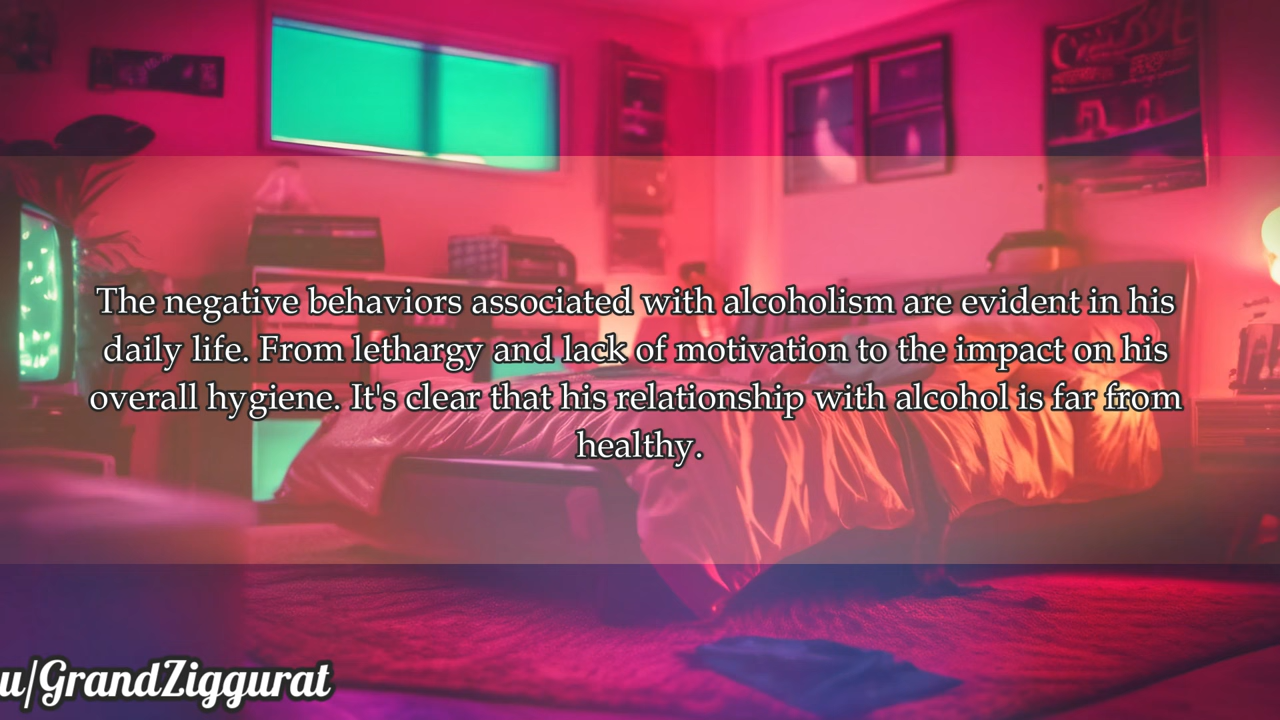 The negative behaviors associated with alcoholism are evident in his
daily life. From lethargy and lack of motivation to the impact on his
overall hygiene. It's clear that his relationship with alcohol is far from
healthy.
u/GrandZiggurat